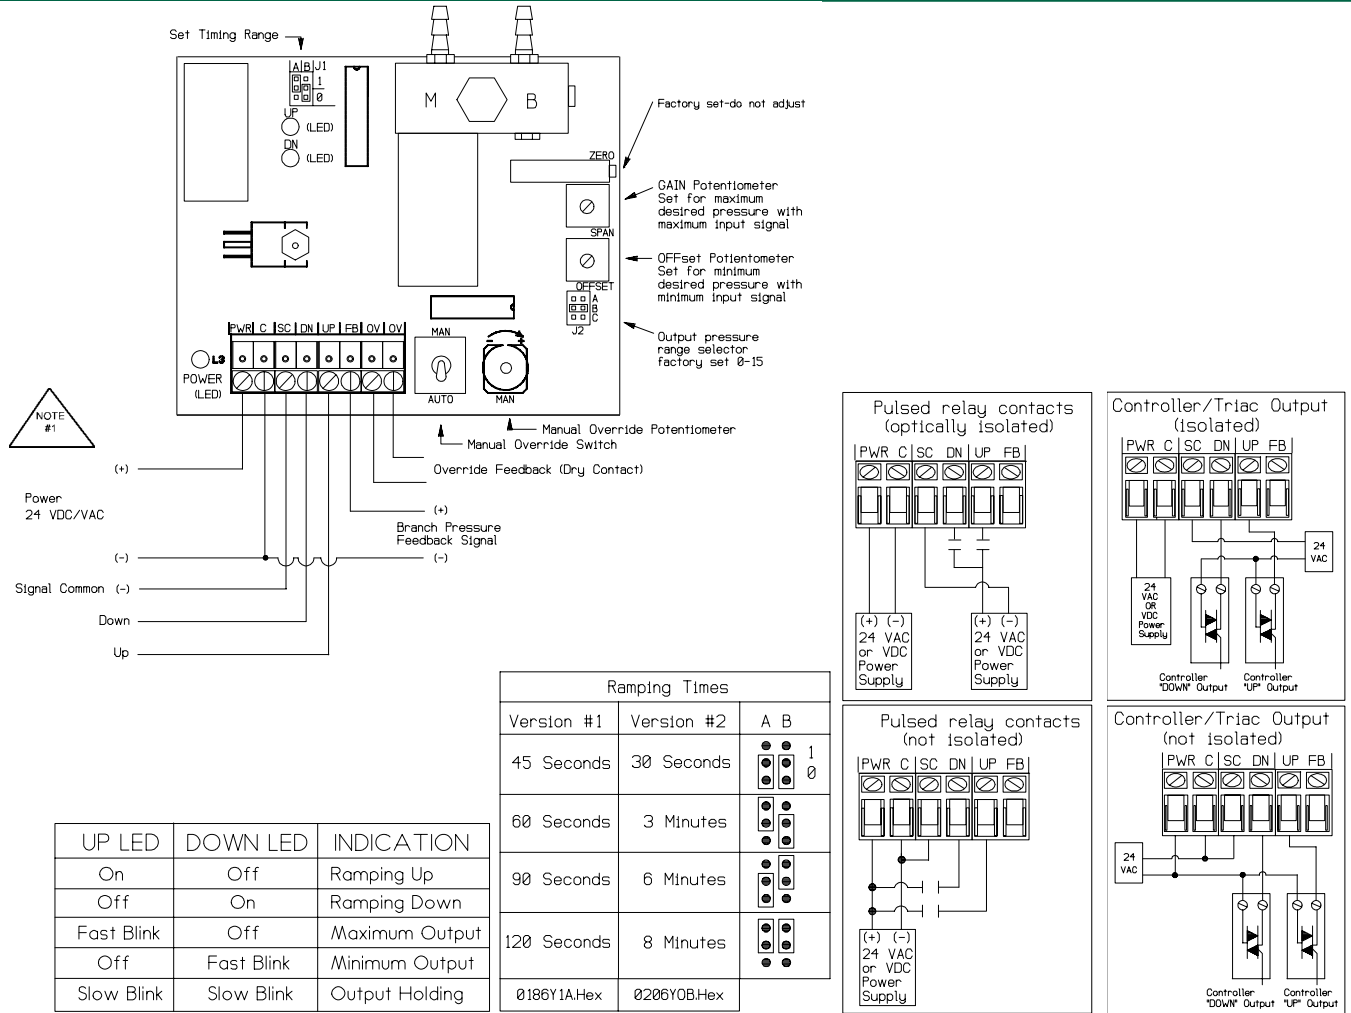 Set Timing Range
A B J1
1
0
UP
(LED)
DN
(LED)
M
B
Factory set-do not adjust
ZERO
GAIN Potentiometer
Set for maximum
desired pressure with
maximum input signal
SPAN
OFFset Potientometer
Set for minimum
desired pressure with
minimum input signal
OFFSET
A
B
C
J2
Output pressure
range selector
factory set 0-15
PWR C SC DN UP FB OV OV
L3
POWER
(LED)
MAN
AUTO
MAN
- +
NOTE
#1
Manual Override Potentiometer
Manual Override Switch
Override Feedback (Dry Contact)
(+)
Power
24 VDC/VAC
(+)
Branch Pressure
Feedback Signal
(-)
(-)
Signal Common (-)
Down
Up
Pulsed relay contacts
(optically isolated)
PWR C SC DN UP FB
(+) (-)
24 VAC
or VDC
Power
Supply
(+) (-)
24 VAC
or VDC
Power
Supply
Controller/Triac Output
(isolated)
PWR C SC DN UP FB
24
VAC
24
VAC
OR
VDC
Power
Supply
Controller
"DOWN" Output
Controller
"UP" Output
Ramping Times
Version #1 Version #2 A B
45 Seconds 30 Seconds 1
0
60 Seconds 3 Minutes
90 Seconds 6 Minutes
120 Seconds 8 Minutes
0186Y1A.Hex 0206Y0B.Hex
UP LED DOWN LED INDICATION
On Off Ramping Up
Off On Ramping Down
Fast Blink Off Maximum Output
Off Fast Blink Minimum Output
Slow Blink Slow Blink Output Holding
Pulsed relay contacts
(not isolated)
PWR C SC DN UP FB
(+) (-)
24 VAC
or VDC
Power
Supply
Controller/Triac Output
(not isolated)
PWR C SC DN UP FB
24
VAC
Controller
"DOWN" Output
Controller
"UP" Output